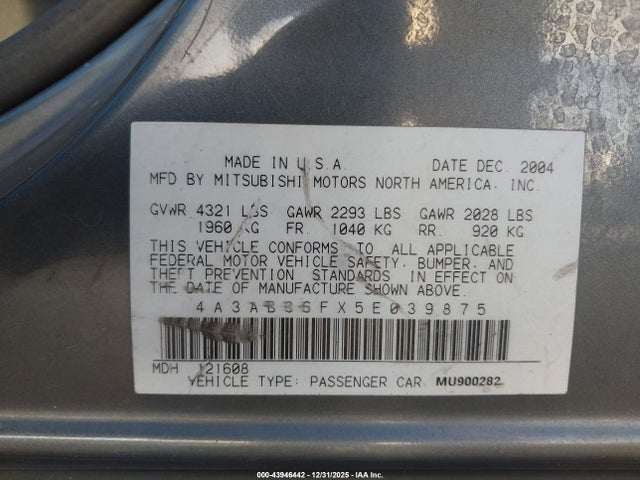 MADE IN U.S.A. DATE DEC. 2004
MFD BY MITSUBISHI MOTORS NORTH AMERICA, INC.
GVWR 4321 LBS GAWR 2293 LBS GAWR 2028 LBS
1960 KG FR. 1040 KG RR. 920 KG
THIS VEHICLE CONFORMS TO ALL APPLICABLE
FEDERAL MOTOR VEHICLE SAFETY, BUMPER, AND
THEFT PREVENTION STANDARDS IN EFFECT ON
THE DATE OF MANUFACTURE SHOWN ABOVE.
4A3AB36FX5E039875
MDH 121608
VEHICLE TYPE: PASSENGER CAR MU900282
000-43946442 - 12/31/2025 - IAA Inc.